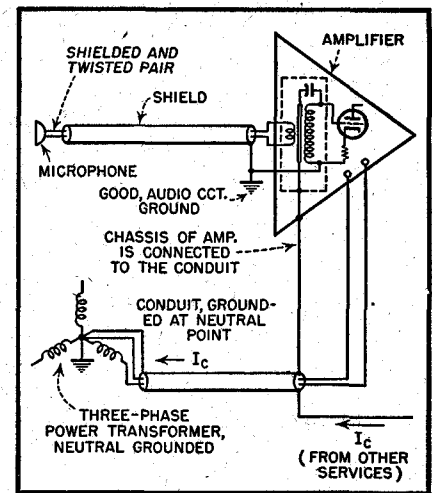 AMPLIFIER
SHIELDED AND
TWISTED PAIR
SHIELD
MICROPHONE
GOOD, AUDIO CCT.
GROUND
CHASSIS OF AMP.
IS CONNECTED
TO THE CONDUIT
CONDUIT, GROUND-
ED AT NEUTRAL
POINT
Ic
THREE-PHASE
POWER TRANSFORMER,
NEUTRAL GROUNDED
Ic
(FROM OTHER
SERVICES)